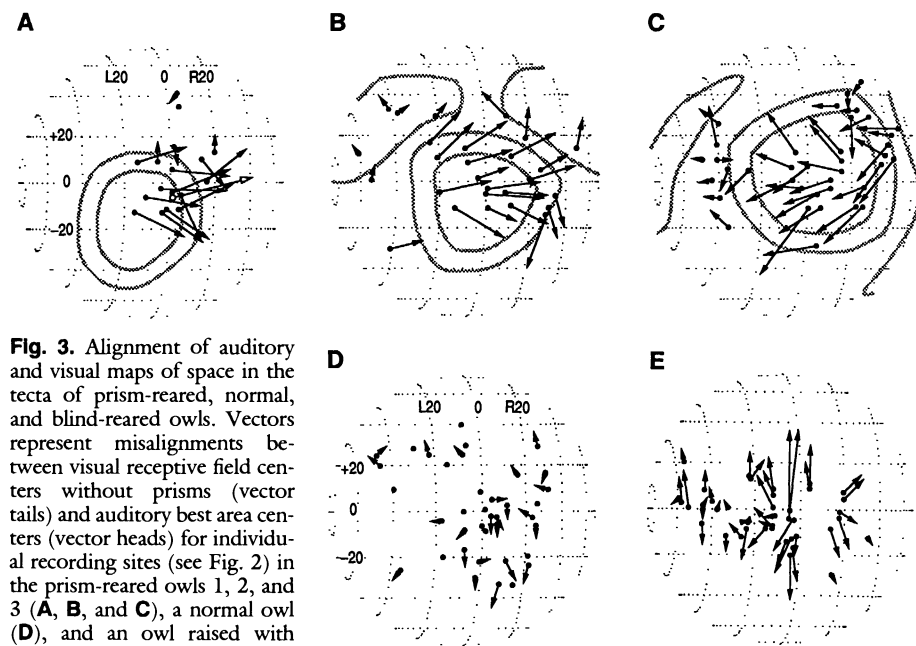 A
B
C
L20 0 R20
+20
0
-20
Fig. 3. Alignment of auditory
and visual maps of space in the
tecta of prism-reared, normal,
and blind-reared owls. Vectors
represent misalignments be-
tween visual receptive field cen-
ters without prisms (vector
tails) and auditory best area cen-
ters (vector heads) for individu-
al recording sites (see Fig. 2) in
the prism-reared owls 1, 2, and
3 (A, B, and C), a normal owl
(D), and an owl raised with
D
E
L20 0 R20
+20
0
-20